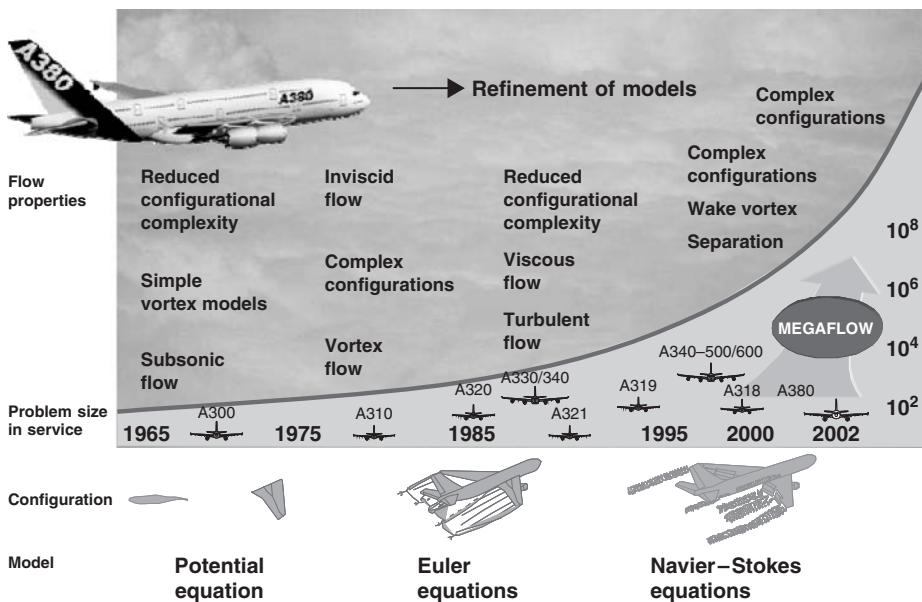 A380
A380
Refinement of models
Complex
configurations
Flow
properties
Reduced
configurational
complexity
Simple
vortex models
Subsonic
flow
Inviscid
flow
Complex
configurations
Vortex
flow
Reduced
configurational
complexity
Viscous
flow
Turbulent
flow
Complex
configurations
Wake vortex
Separation
10⁸
10⁶
10⁴
10²
MEGAFLOW
Problem size
in service
A300
A310
A320
A330/340
A321
A319
A340–500/600
A318
A380
1965
1975
1985
1995
2000
2002
Configuration
Model
Potential
equation
Euler
equations
Navier–Stokes
equations